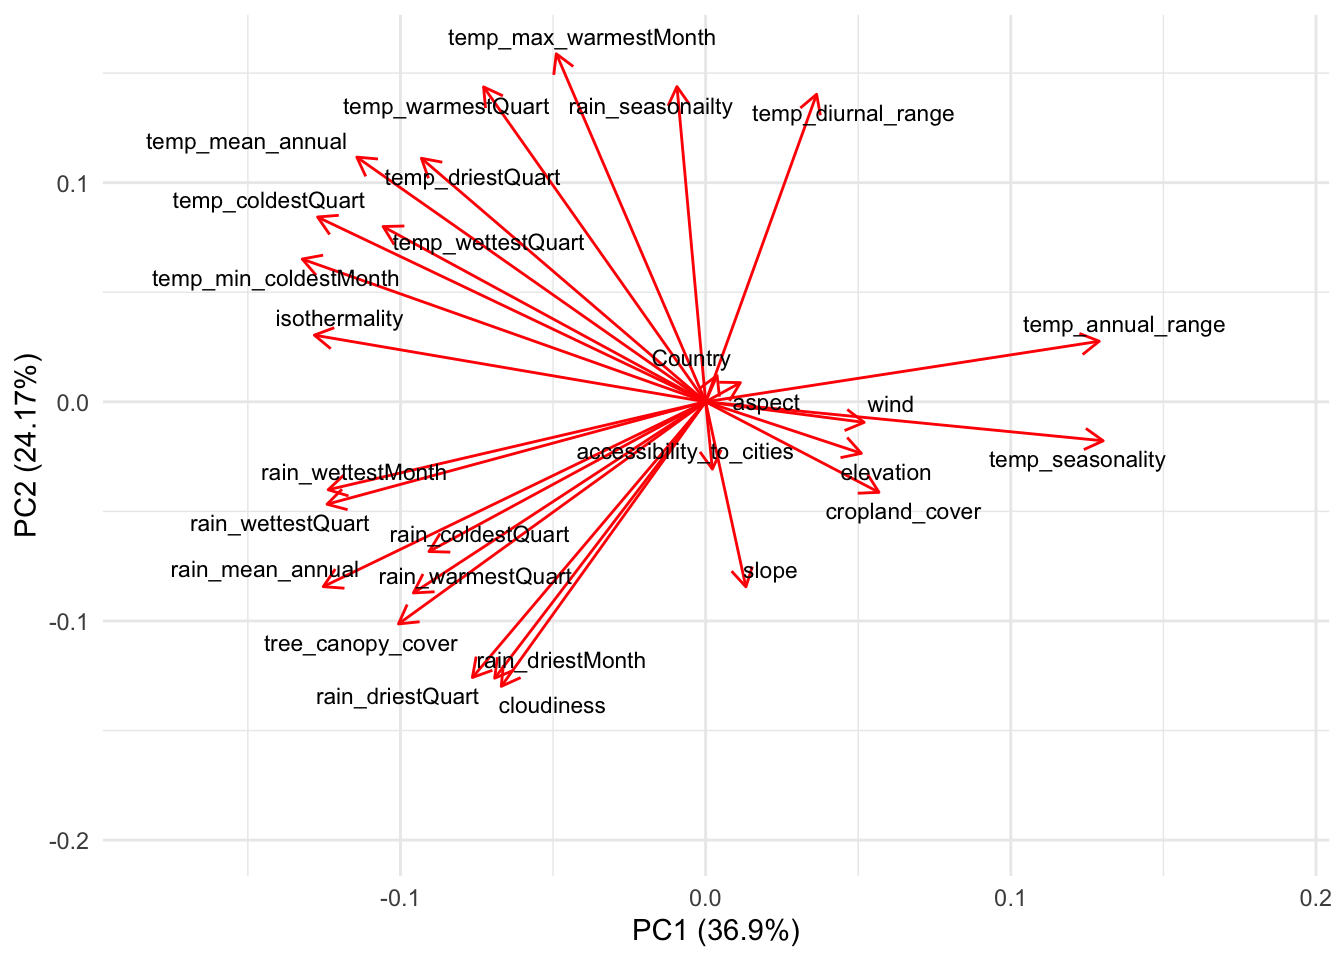 temp_max_warmestMonth
temp_warmestQuart
rain_seasonailty
temp_diurnal_range
temp_mean_annual
temp_driestQuart
temp_coldestQuart
temp_wettestQuart
temp_min_coldestMonth
isothermality
temp_annual_range
Country
aspect
wind
accessibility_to_cities
temp_seasonality
rain_wettestMonth
elevation
cropland_cover
rain_wettestQuart
rain_coldestQuart
rain_mean_annual
rain_warmestQuart
slope
tree_canopy_cover
rain_driestMonth
rain_driestQuart
cloudiness
0.1
0.0
-0.1
-0.2
PC2 (24.17%)
-0.1
0.0
0.1
0.2
PC1 (36.9%)